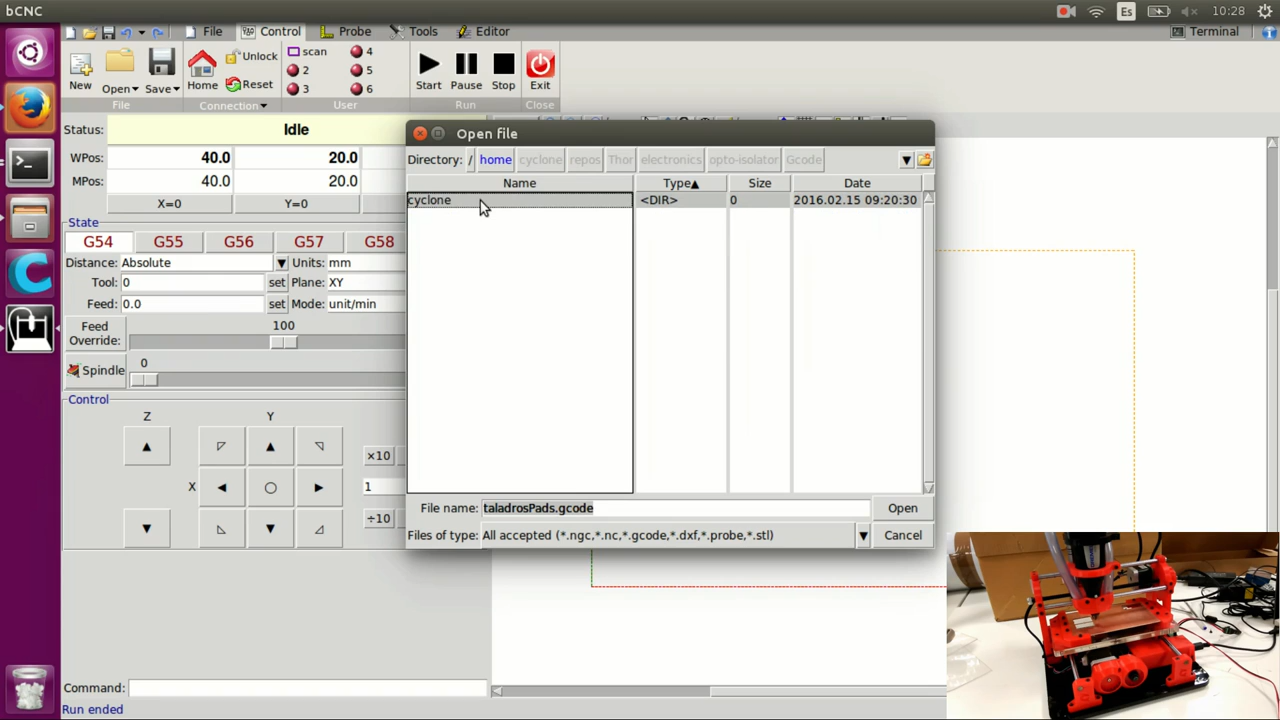 bCNC
Es
10:28
File Control Probe Tools Editor
Terminal
New Open Save
Home Unlock Reset
scan 4
2 5
3 6
Start Pause Stop Exit
File Connection User Run Close
Status: Idle
WPos: 40.0 20.0
MPos: 40.0 20.0
X=0 Y=0
State
G54 G55 G56 G57 G58
Distance: Absolute Units: mm
Tool: 0 set Plane: XY
Feed: 0.0 set Mode: unit/min
Feed Override: 100
Spindle 0
Control
Z Y
×10
X 1
÷10
Command:
Run ended
Open file
Directory: / home cyclone repos Thor electronics opto-isolator Gcode
Name Type Size Date
cyclone <DIR> 0 2016.02.15 09:20:30
File name: taladrosPads.gcode Open
Files of type: All accepted (*.ngc,*.nc,*.gcode,*.dxf,*.probe,*.stl) Cancel